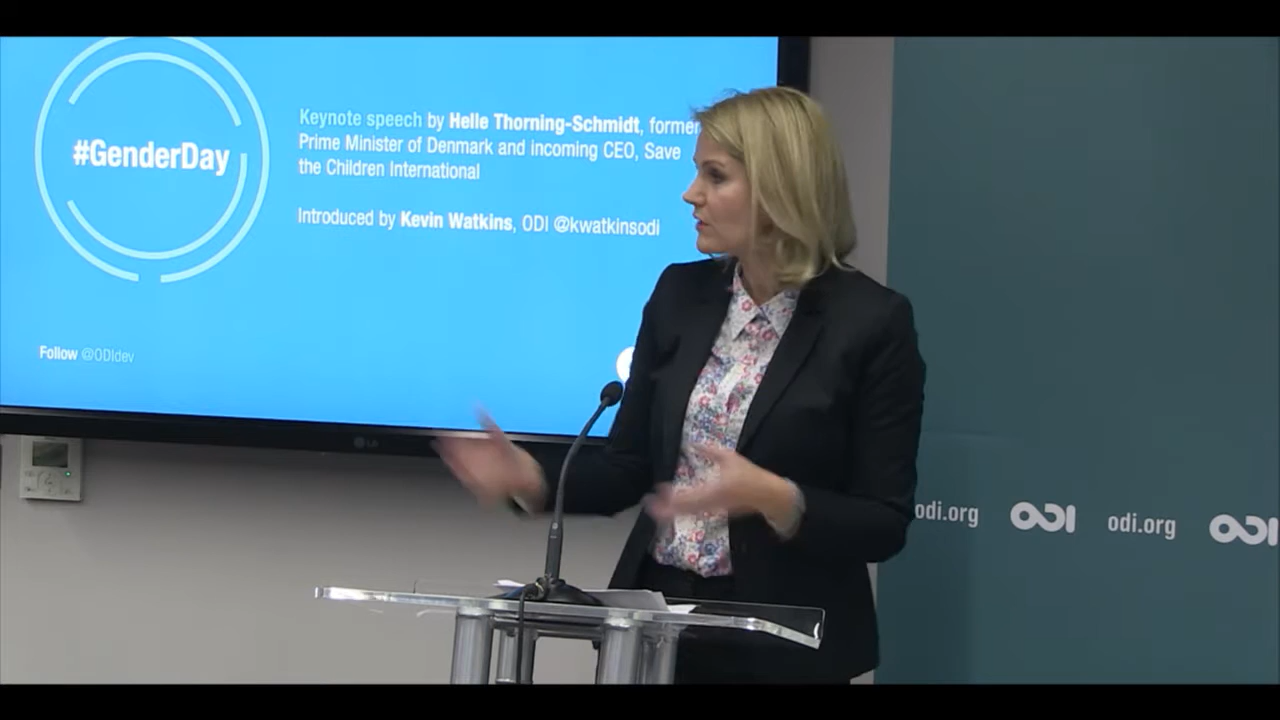 #GenderDay
Keynote speech by Helle Thorning-Schmidt, former
Prime Minister of Denmark and incoming CEO, Save
the Children International
Introduced by Kevin Watkins, ODI @kwatkinsodi
Follow @ODIdev
LG
odi.org ODI odi.org ODI